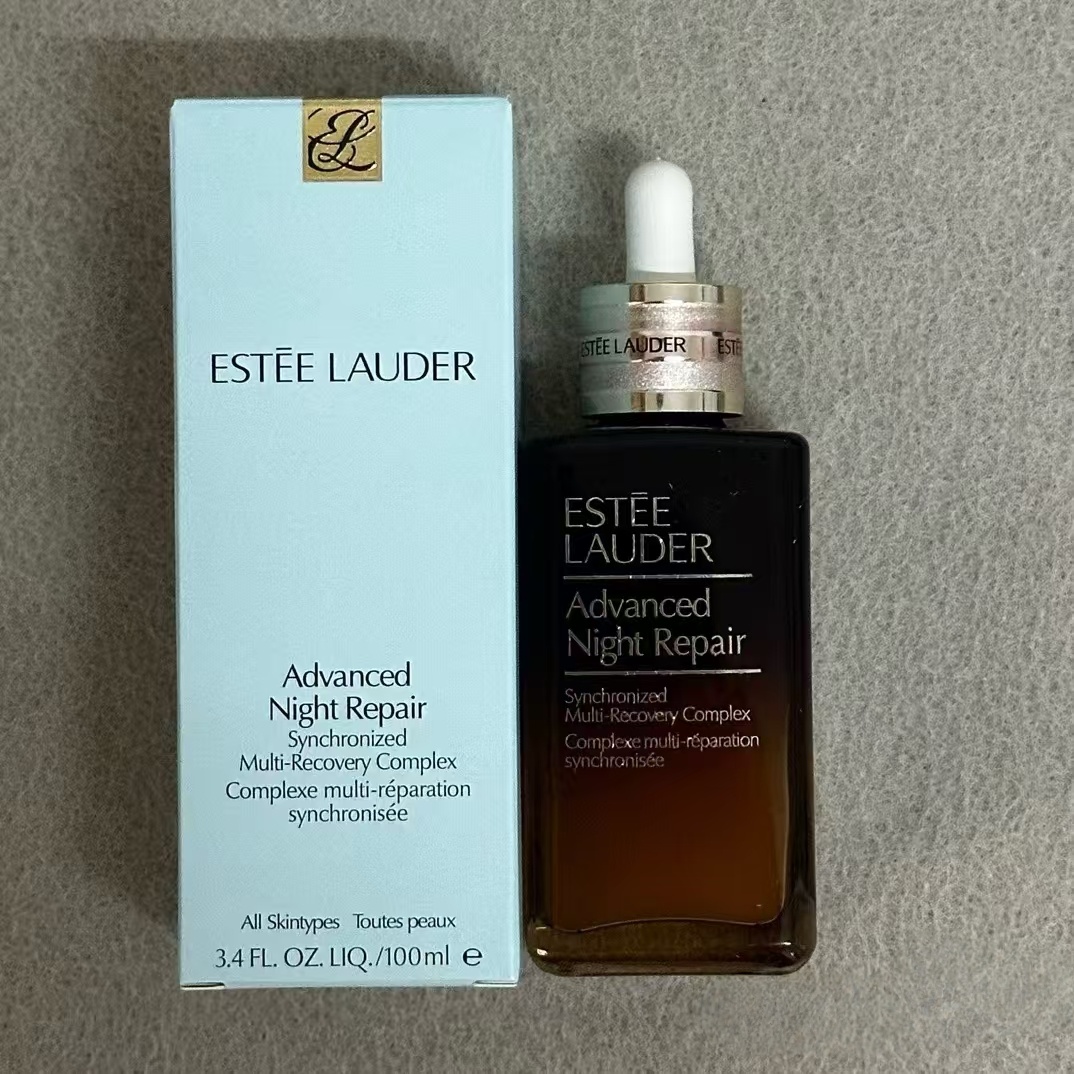 EL
ESTĒE LAUDER
Advanced
Night Repair
Synchronized
Multi-Recovery Complex
Complexe multi-réparation
synchronisée
All Skintypes Toutes peaux
3.4 FL. OZ. LIQ./100ml e
ESTĒE LAUDER | ESTĒE
ESTĒE
LAUDER
Advanced
Night Repair
Synchronized
Multi-Recovery Complex
Complexe multi-réparation
synchronisée